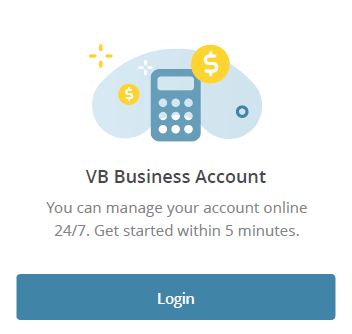 VB Business Account
You can manage your account online
24/7. Get started within 5 minutes.
Login